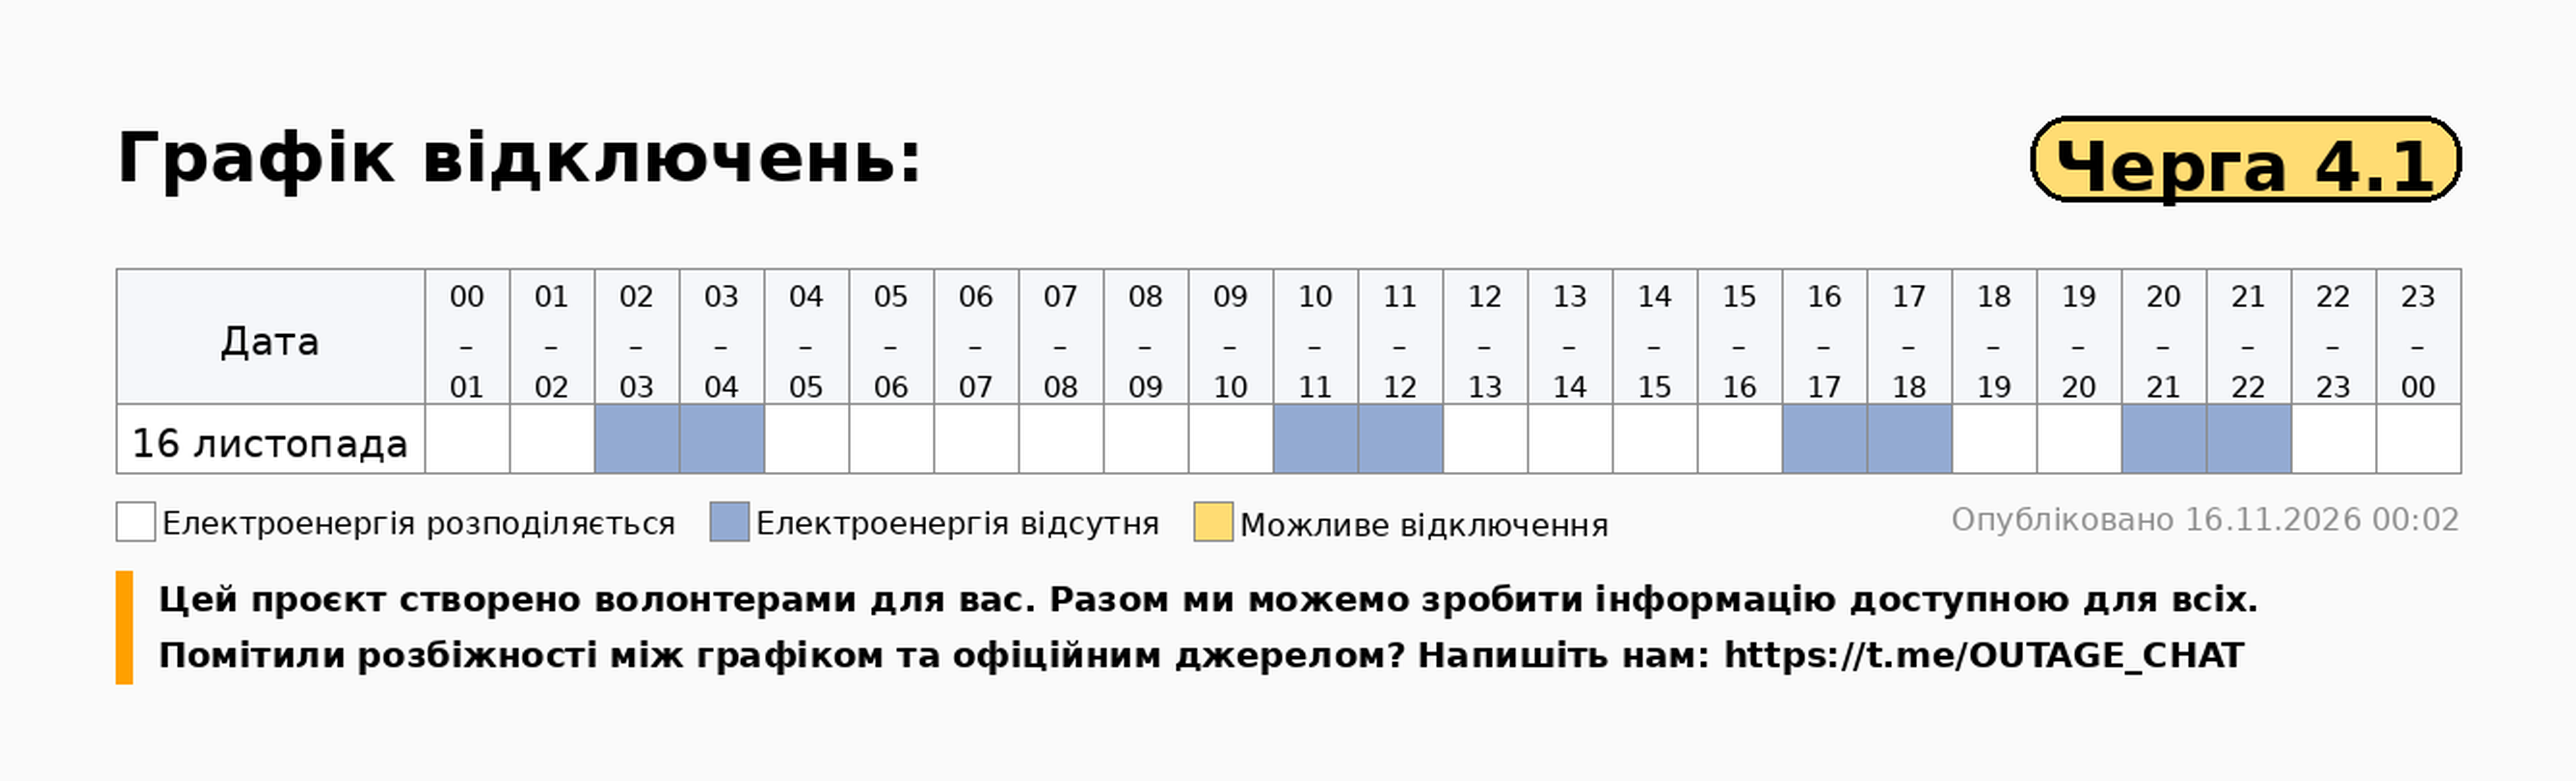 Графік відключень:
Черга 4.1
Дата
00 – 01
01 – 02
02 – 03
03 – 04
04 – 05
05 – 06
06 – 07
07 – 08
08 – 09
09 – 10
10 – 11
11 – 12
12 – 13
13 – 14
14 – 15
15 – 16
16 – 17
17 – 18
18 – 19
19 – 20
20 – 21
21 – 22
22 – 23
23 – 00
16 листопада
Електроенергія розподіляється
Електроенергія відсутня
Можливе відключення
Опубліковано 16.11.2026 00:02
Цей проєкт створено волонтерами для вас. Разом ми можемо зробити інформацію доступною для всіх.
Помітили розбіжності між графіком та офіційним джерелом? Напишіть нам: https://t.me/OUTAGE_CHAT